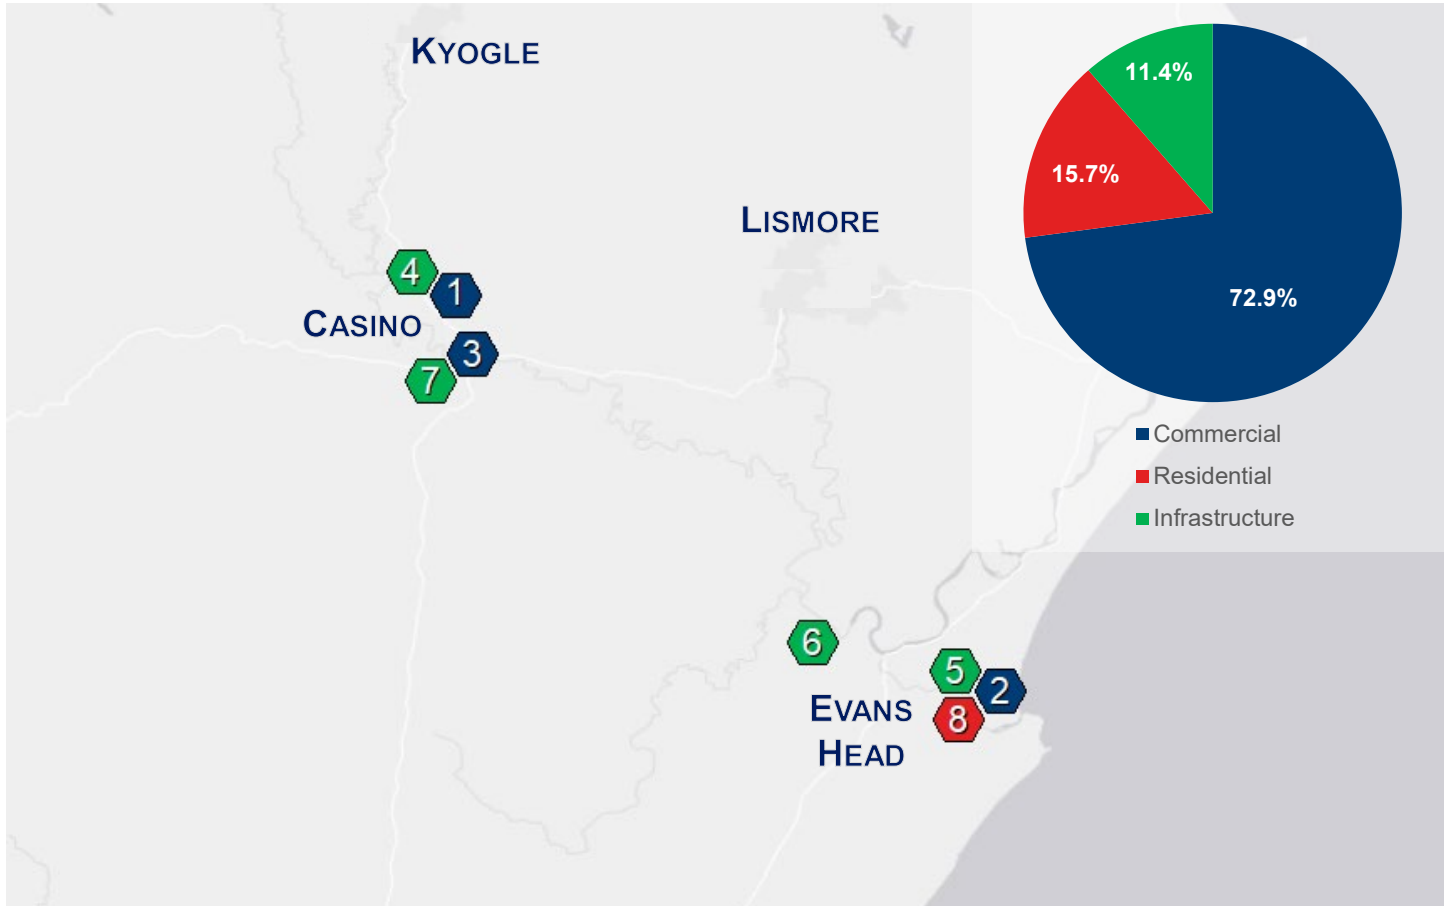 KYOGLE
LISMORE
4
1
CASINO
3
7
6
5
2
8
EVANS
HEAD
11.4%
15.7%
72.9%
Commercial
Residential
Infrastructure